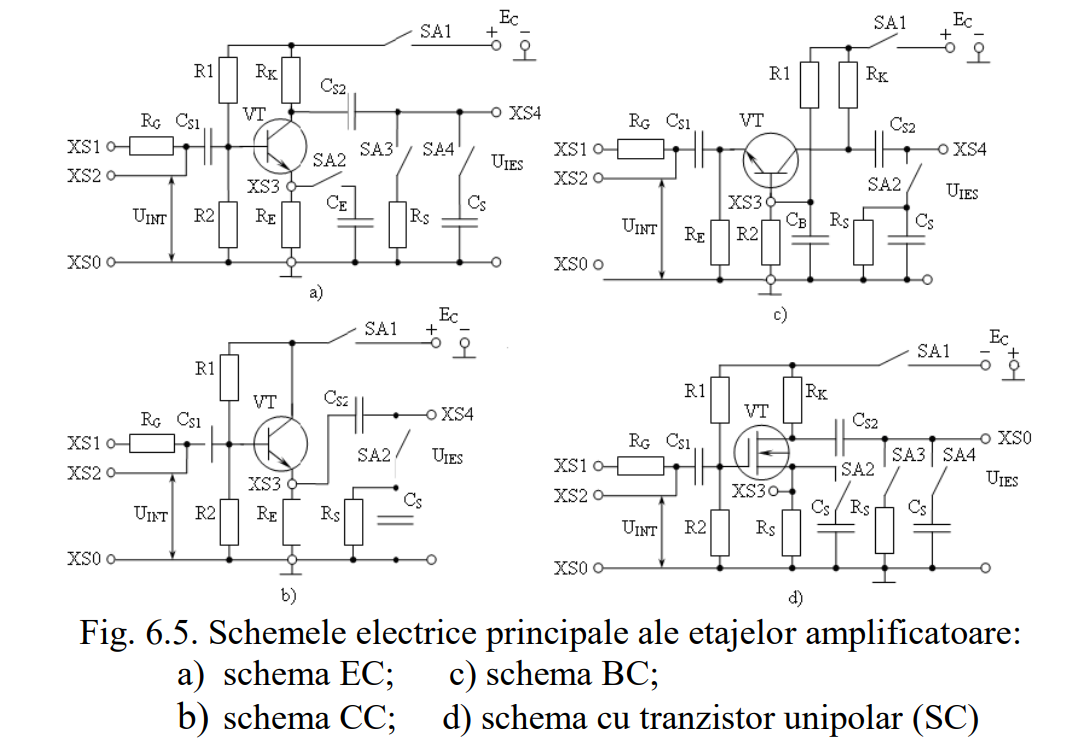 SA1 EC
+ −
R1 RK
CS2
RG CS1 VT
XS1
XS4
XS2
SA2 SA3 SA4 UIES
XS3
UINT R2 RE CE RS CS
XS0
a)
SA1 EC
+ −
R1 RK
RG CS1 VT CS2
XS1 XS4
XS2
SA2 UIES
XS3
UINT RE R2 CB RS CS
XS0
c)
EC
SA1 + −
R1
RG CS1 VT CS2
XS4
XS1
XS2
SA2 UIES
XS3
UINT R2 RE RS CS
XS0
b)
EC
SA1 − +
R1 RK
VT
RG CS1 CS2
XS0
XS1
SA2 SA3 SA4
XS2
XS3 UIES
CS RS CS
UINT R2 RS
XS0
d)
Fig. 6.5. Schemele electrice principale ale etajelor amplificatoare:
a) schema EC; c) schema BC;
b) schema CC; d) schema cu tranzistor unipolar (SC)